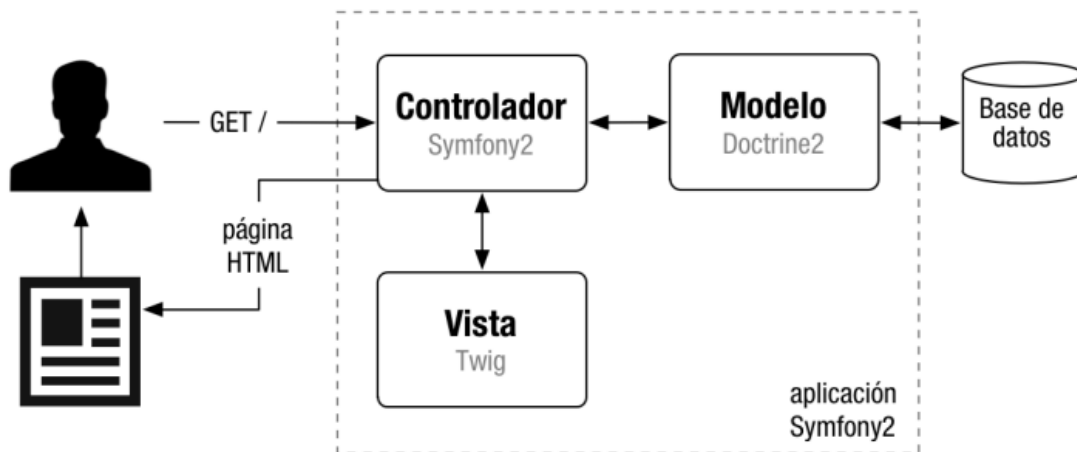 GET /
Controlador
Symfony2
Modelo
Doctrine2
Base de
datos
página
HTML
Vista
Twig
aplicación
Symfony2